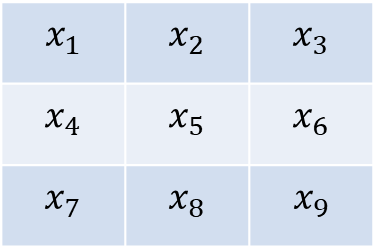 x₁ x₂ x₃
x₄ x₅ x₆
x₇ x₈ x₉